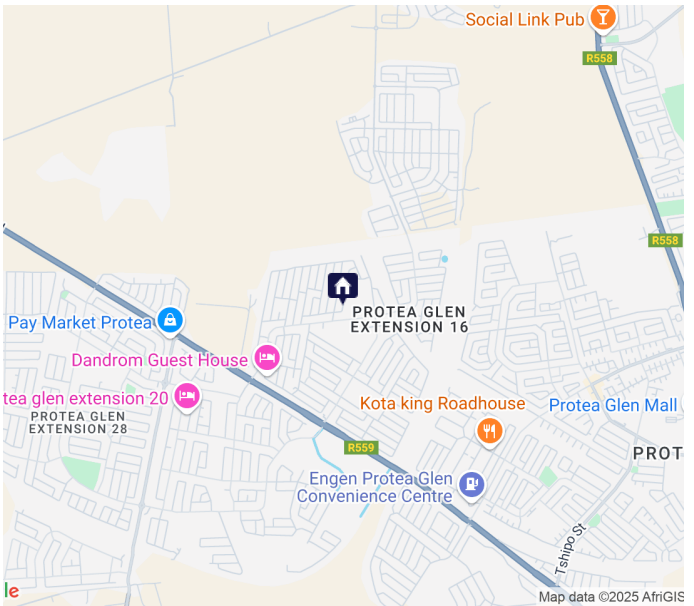 Social Link Pub
R558
R558
PROTEA GLEN
EXTENSION 16
Pay Market Protea
Dandrom Guest House
tea glen extension 20
PROTEA GLEN
EXTENSION 28
Kota king Roadhouse
Protea Glen Mall
R559
PROT
Engen Protea Glen
Convenience Centre
Tshipo St
le
Map data ©2025 AfriGIS